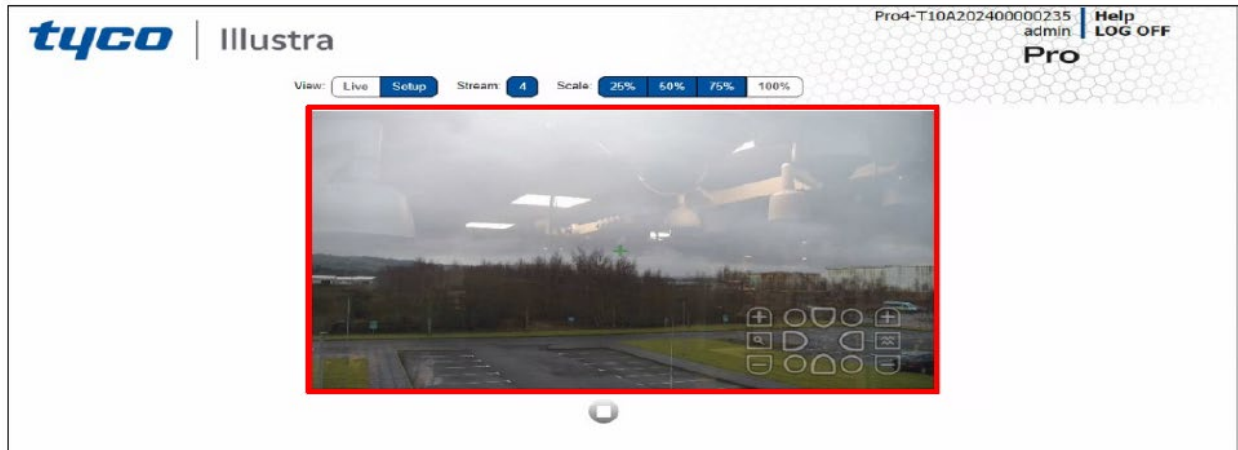 tyco | Illustra
Pro4-T10A202400000235 | Help
admin | LOG OFF
Pro
View: Live Setup Stream: 4 Scale: 25% 50% 75% 100%